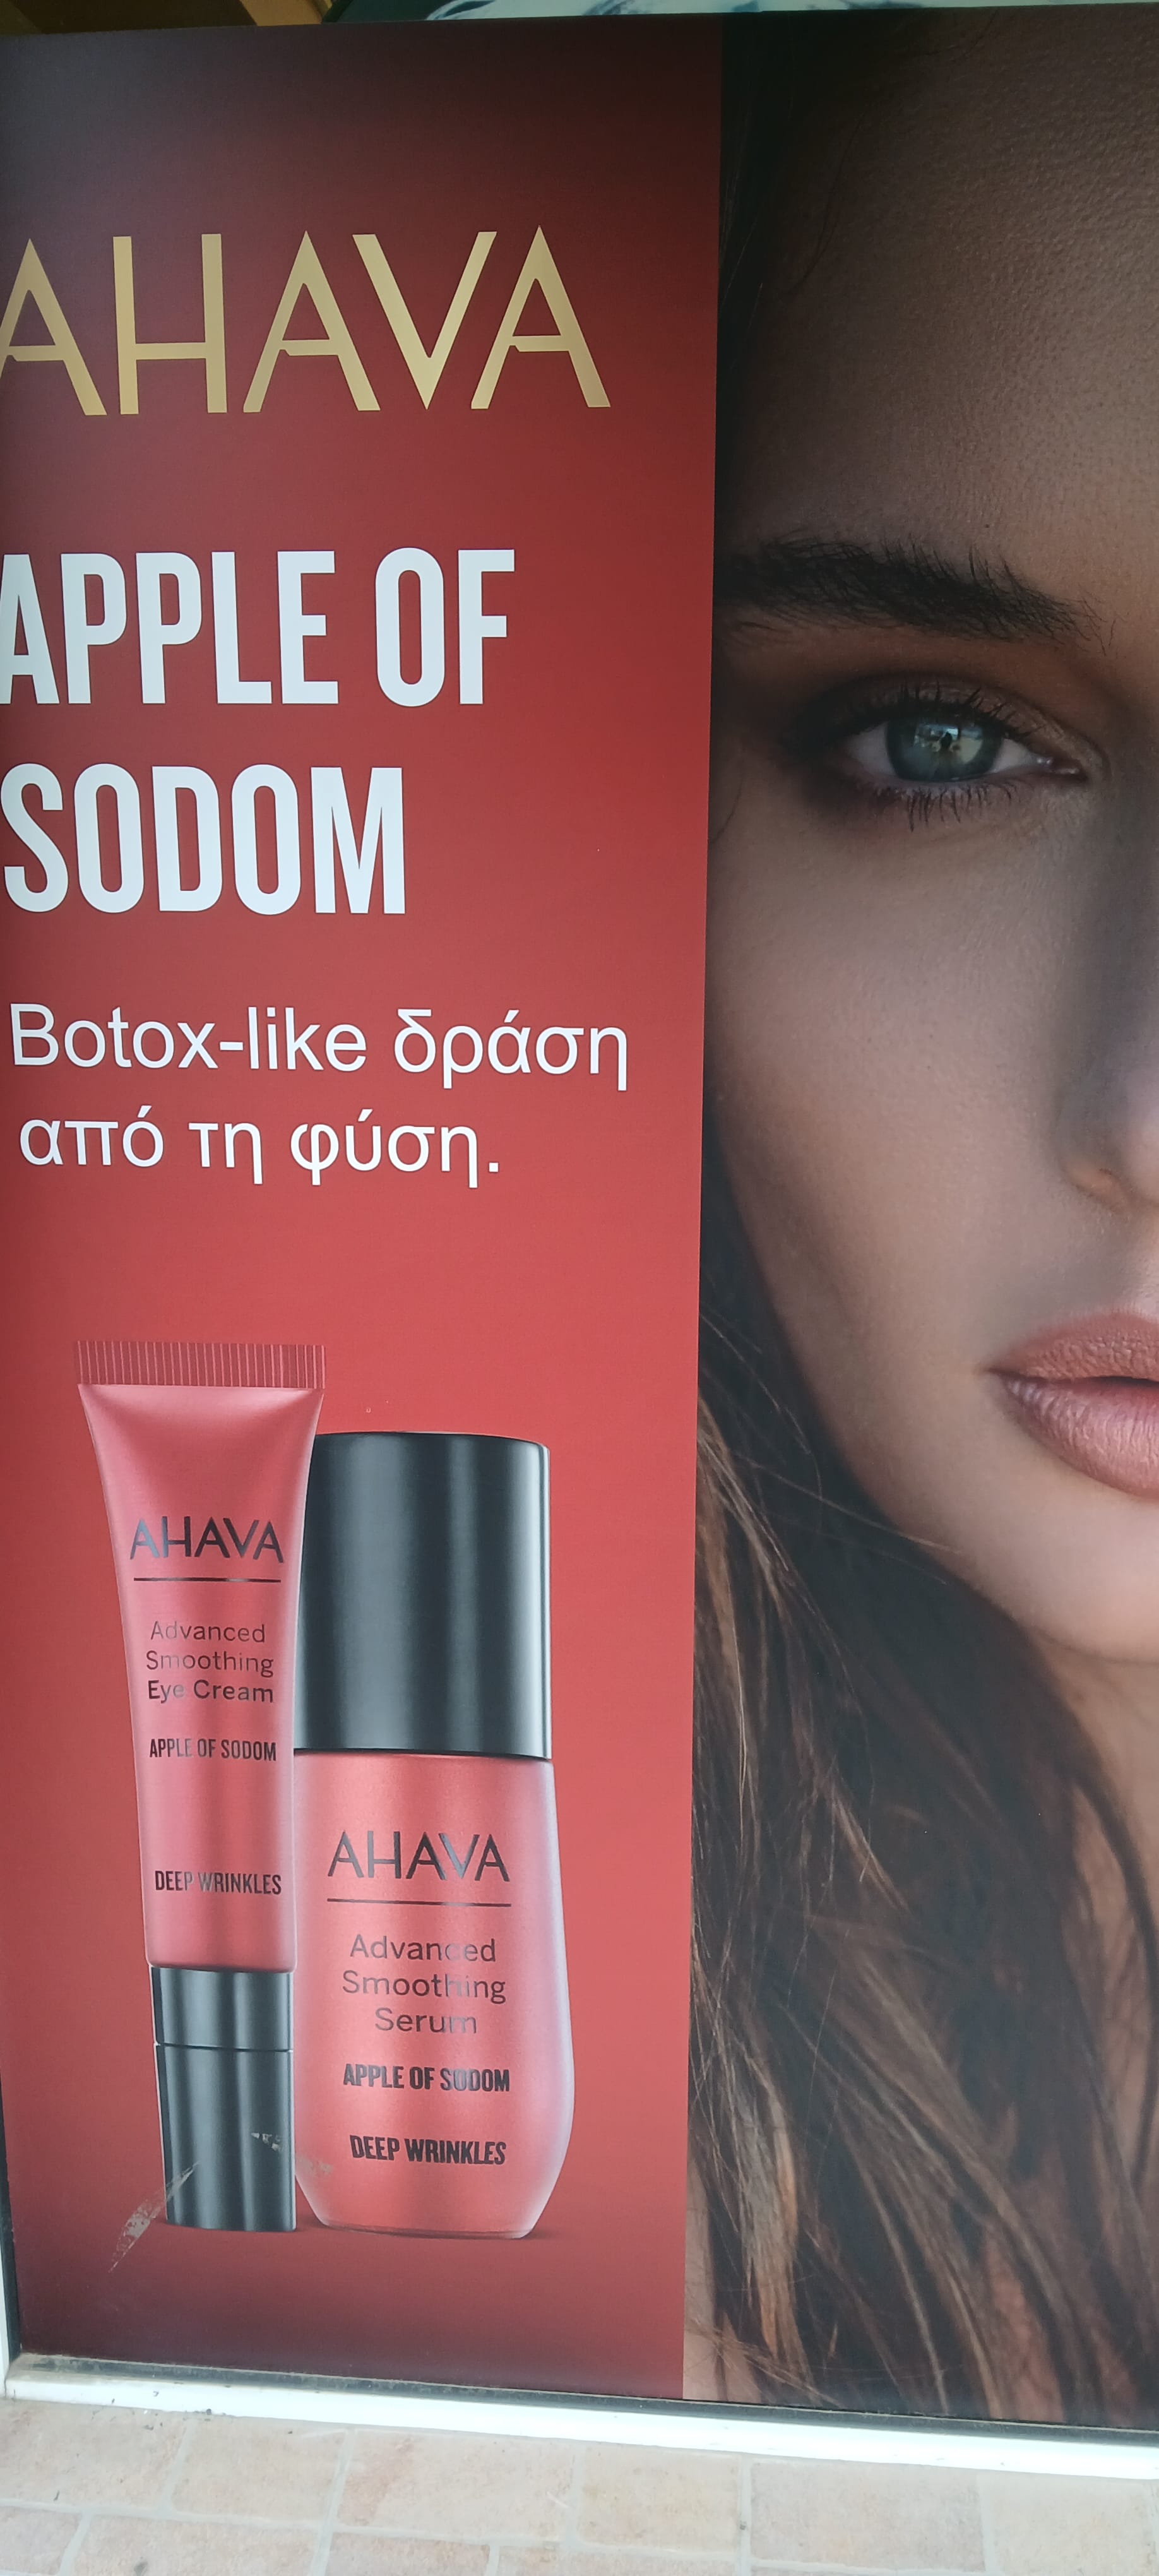 AHAVA
APPLE OF
SODOM
Botox-like δράση
από τη φύση.
AHAVA
Advanced
Smoothing
Eye Cream
APPLE OF SODOM
DEEP WRINKLES
AHAVA
Advanced
Smoothing
Serum
APPLE OF SODOM
DEEP WRINKLES